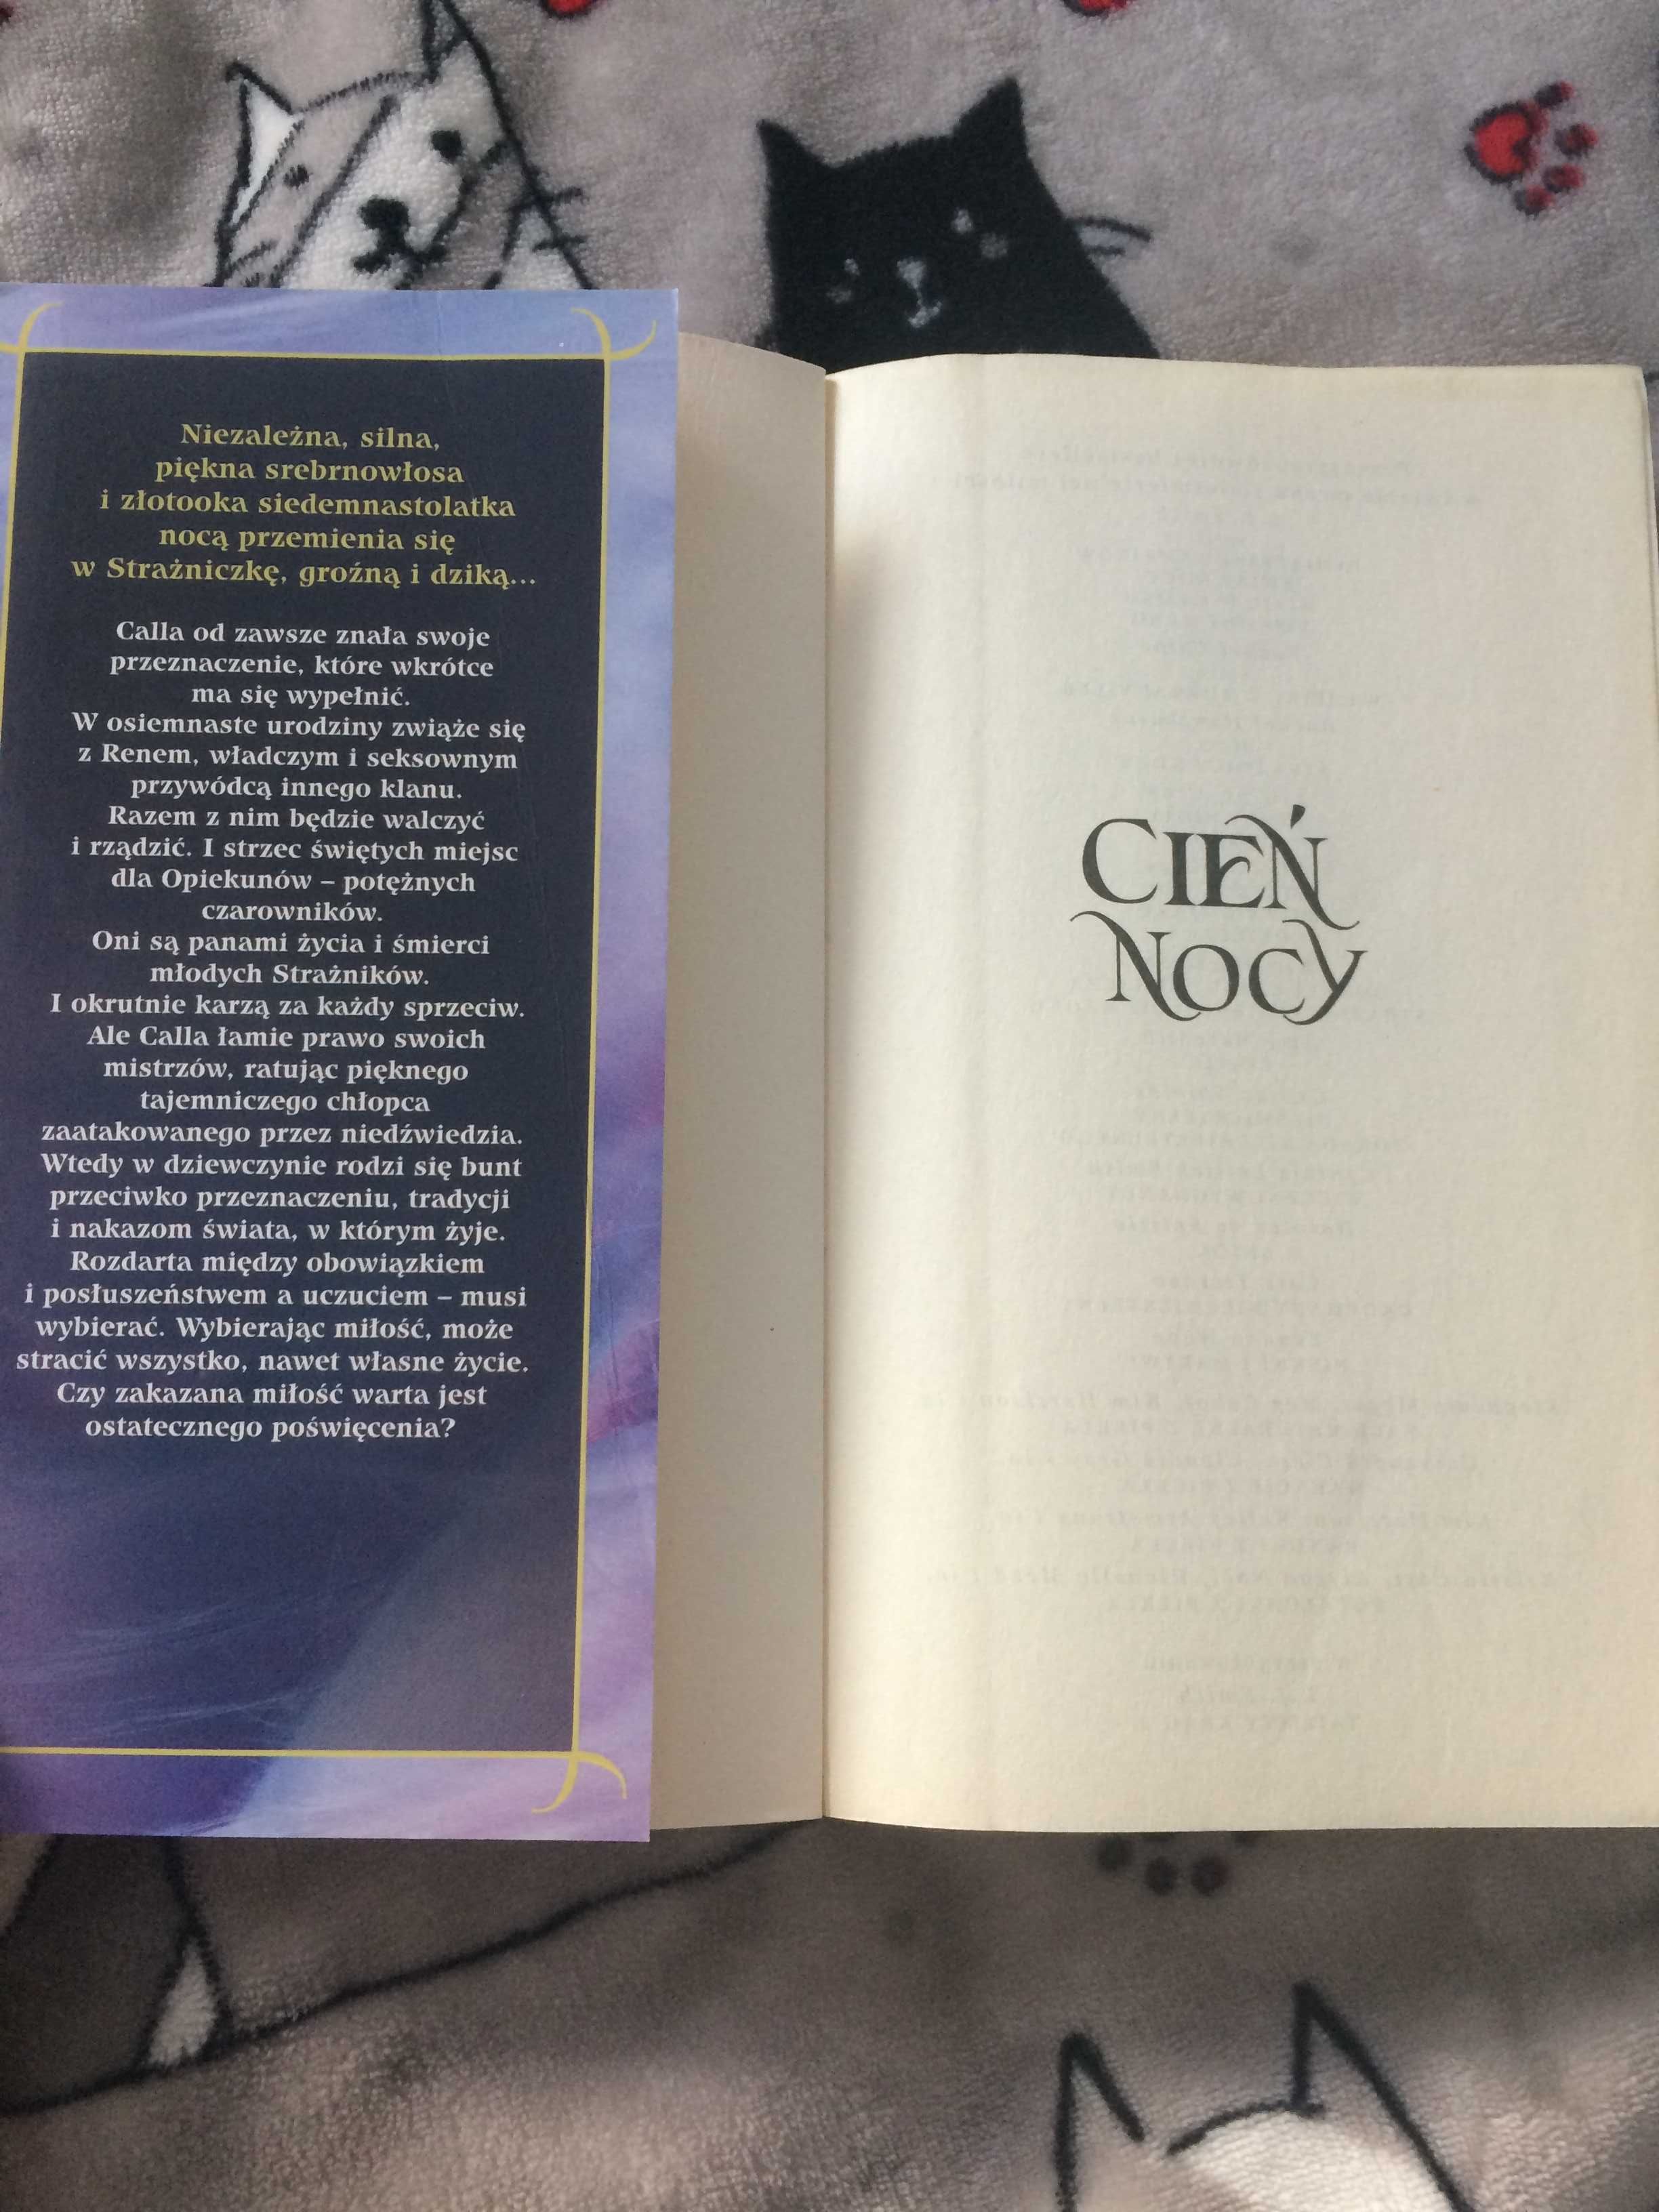 Niezależna, silna,
piękna srebrnowłosa
i złotooka siedemnastolatka
nocą przemienia się
w Strażniczkę, groźną i dziką...
Calla od zawsze znała swoje
przeznaczenie, które wkrótce
ma się wypełnić.
W osiemnaste urodziny zwiąże się
z Renem, władczym i seksownym
przywódcą innego klanu.
Razem z nim będzie walczyć
i rządzić. I strzec świętych miejsc
dla Opiekunów – potężnych
czarowników.
Oni są panami życia i śmierci
młodych Strażników.
I okrutnie karzą za każdy sprzeciw.
Ale Calla łamie prawo swoich
mistrzów, ratując pięknego
tajemniczego chłopca
zaatakowanego przez niedźwiedzia.
Wtedy w dziewczynie rodzi się bunt
przeciwko przeznaczeniu, tradycji
i nakazom świata, w którym żyje.
Rozdarta między obowiązkiem
i posłuszeństwem a uczuciem – musi
wybierać. Wybierając miłość, może
stracić wszystko, nawet własne życie.
Czy zakazana miłość warta jest
ostatecznego poświęcenia?
CIEŃ
NOCY